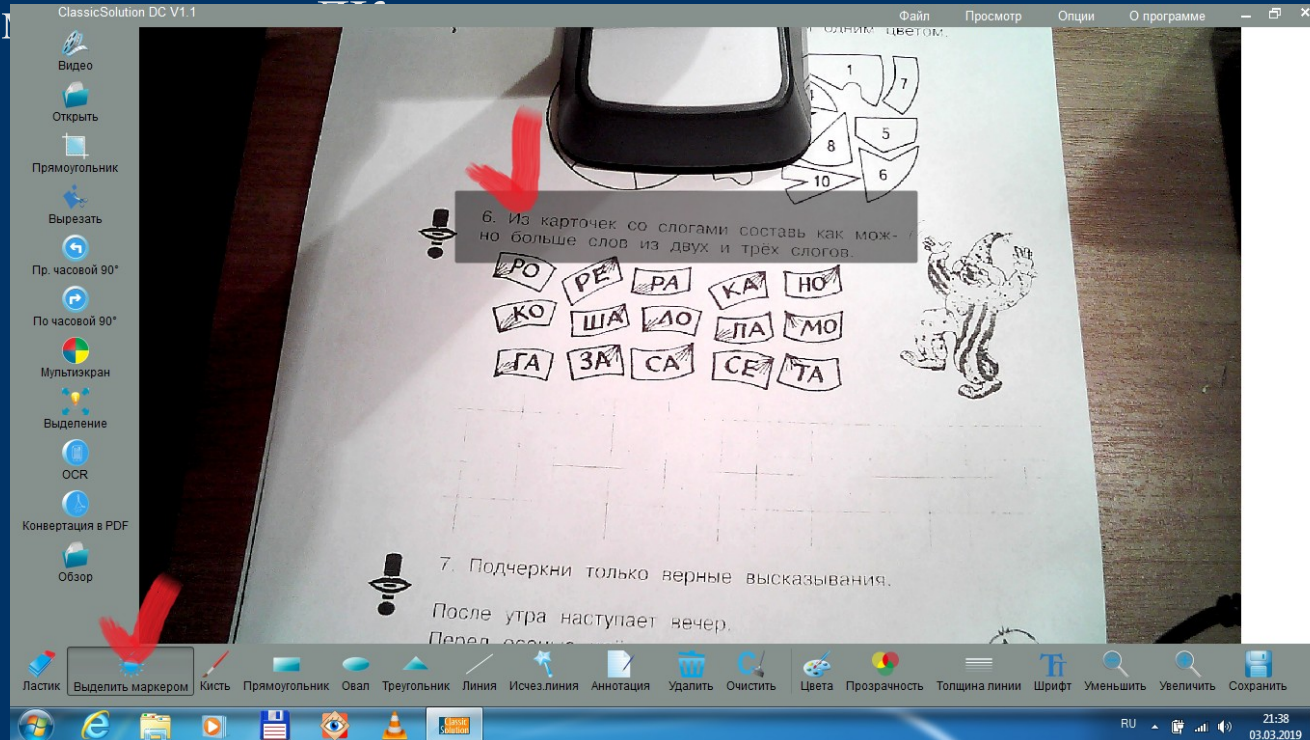 ClassicSolution DC V1.1
Файл Просмотр Опции О программе
Видео
Открыть
Прямоугольник
Вырезать
Пр. часовой 90°
По часовой 90°
Мультиэкран
Выделение
OCR
Конвертация в PDF
Обзор
одним цветом.
1 7
8 5
10 6
6. Из карточек со слогами составь как мож-
но больше слов из двух и трёх слогов.
РО РЕ РА КА НО
КО ША ЛО ПА МО
ГА ЗА СА СЕ ТА
7. Подчеркни только верные высказывания.
После утра наступает вечер.
Ластик Выделить маркером Кисть Прямоугольник Овал Треугольник Линия Исчез.линия Аннотация Удалить Очистить Цвета Прозрачность Толщина линии Шрифт Уменьшить Увеличить Сохранить
Classic Solution
RU 21:38
03.03.2019